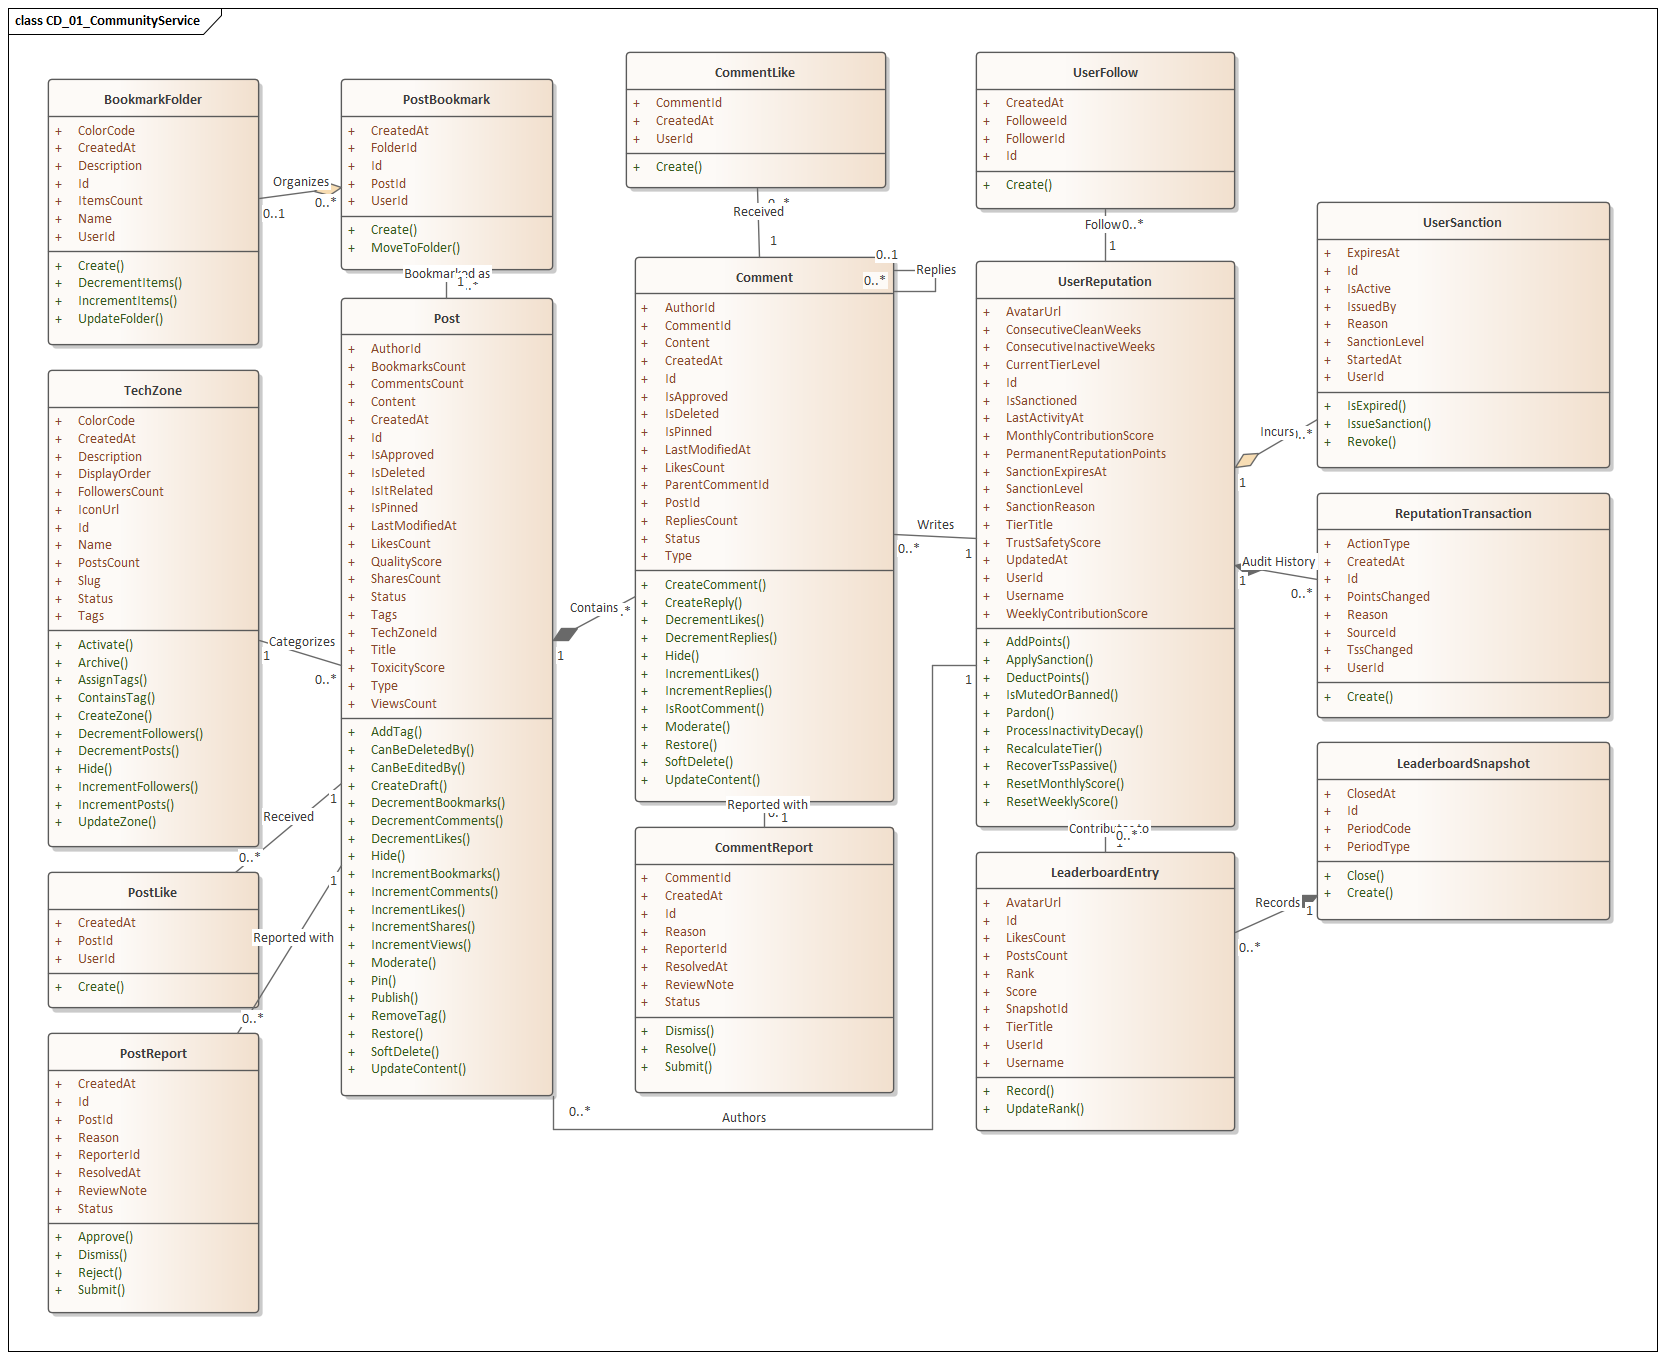 class CD_01_CommunityService
BookmarkFolder
+ ColorCode
+ CreatedAt
+ Description
+ Id
+ ItemsCount
+ Name
+ UserId
+ Create()
+ DecrementItems()
+ IncrementItems()
+ UpdateFolder()
Organizes
0..1
0..*
PostBookmark
+ CreatedAt
+ FolderId
+ Id
+ PostId
+ UserId
+ Create()
+ MoveToFolder()
Bookmarked as
1
CommentLike
+ CommentId
+ CreatedAt
+ UserId
+ Create()
Received
0..*
1
UserFollow
+ CreatedAt
+ FolloweeId
+ FollowerId
+ Id
+ Create()
Follow
0..*
1
UserSanction
+ ExpiresAt
+ Id
+ IsActive
+ IssuedBy
+ Reason
+ SanctionLevel
+ StartedAt
+ UserId
+ IsExpired()
+ IssueSanction()
+ Revoke()
Incurs
1
TechZone
+ ColorCode
+ CreatedAt
+ Description
+ DisplayOrder
+ FollowersCount
+ IconUrl
+ Id
+ Name
+ PostsCount
+ Slug
+ Status
+ Tags
+ Activate()
+ Archive()
+ AssignTags()
+ ContainsTag()
+ CreateZone()
+ DecrementFollowers()
+ DecrementPosts()
+ Hide()
+ IncrementFollowers()
+ IncrementPosts()
+ UpdateZone()
Categorizes
1
0..*
Post
+ AuthorId
+ BookmarksCount
+ CommentsCount
+ Content
+ CreatedAt
+ Id
+ IsApproved
+ IsDeleted
+ IsItRelated
+ IsPinned
+ LastModifiedAt
+ LikesCount
+ QualityScore
+ SharesCount
+ Status
+ Tags
+ TechZoneId
+ Title
+ ToxicityScore
+ Type
+ ViewsCount
+ AddTag()
+ CanBeDeletedBy()
+ CanBeEditedBy()
+ CreateDraft()
+ DecrementBookmarks()
+ DecrementComments()
+ DecrementLikes()
+ Hide()
+ IncrementBookmarks()
+ IncrementComments()
+ IncrementLikes()
+ IncrementShares()
+ IncrementViews()
+ Moderate()
+ Pin()
+ Publish()
+ RemoveTag()
+ Restore()
+ SoftDelete()
+ UpdateContent()
Contains
1
Comment
+ AuthorId
+ CommentId
+ Content
+ CreatedAt
+ Id
+ IsApproved
+ IsDeleted
+ IsPinned
+ LastModifiedAt
+ LikesCount
+ ParentCommentId
+ PostId
+ RepliesCount
+ Status
+ Type
+ CreateComment()
+ CreateReply()
+ DecrementLikes()
+ DecrementReplies()
+ Hide()
+ IncrementLikes()
+ IncrementReplies()
+ IsRootComment()
+ Moderate()
+ Restore()
+ SoftDelete()
+ UpdateContent()
0..1
0..*
Replies
Writes
0..*
1
UserReputation
+ AvatarUrl
+ ConsecutiveCleanWeeks
+ ConsecutiveInactiveWeeks
+ CurrentTierLevel
+ Id
+ IsSanctioned
+ LastActivityAt
+ MonthlyContributionScore
+ PermanentReputationPoints
+ SanctionExpiresAt
+ SanctionLevel
+ SanctionReason
+ TierTitle
+ TrustSafetyScore
+ UpdatedAt
+ UserId
+ Username
+ WeeklyContributionScore
+ AddPoints()
+ ApplySanction()
+ DeductPoints()
+ IsMutedOrBanned()
+ Pardon()
+ ProcessInactivityDecay()
+ RecalculateTier()
+ RecoverTssPassive()
+ ResetMonthlyScore()
+ ResetWeeklyScore()
Audit History
1
0..*
ReputationTransaction
+ ActionType
+ CreatedAt
+ Id
+ PointsChanged
+ Reason
+ SourceId
+ TssChanged
+ UserId
+ Create()
LeaderboardSnapshot
+ ClosedAt
+ Id
+ PeriodCode
+ PeriodType
+ Close()
+ Create()
Records
1
0..*
Contributes to
0..*
1
LeaderboardEntry
+ AvatarUrl
+ Id
+ LikesCount
+ PostsCount
+ Rank
+ Score
+ SnapshotId
+ TierTitle
+ UserId
+ Username
+ Record()
+ UpdateRank()
Reported with
1
CommentReport
+ CommentId
+ CreatedAt
+ Id
+ Reason
+ ReporterId
+ ResolvedAt
+ ReviewNote
+ Status
+ Dismiss()
+ Resolve()
+ Submit()
1
0..*
Authors
Received
1
0..*
PostLike
+ CreatedAt
+ PostId
+ UserId
+ Create()
1
Reported with
0..*
PostReport
+ CreatedAt
+ Id
+ PostId
+ Reason
+ ReporterId
+ ResolvedAt
+ ReviewNote
+ Status
+ Approve()
+ Dismiss()
+ Reject()
+ Submit()